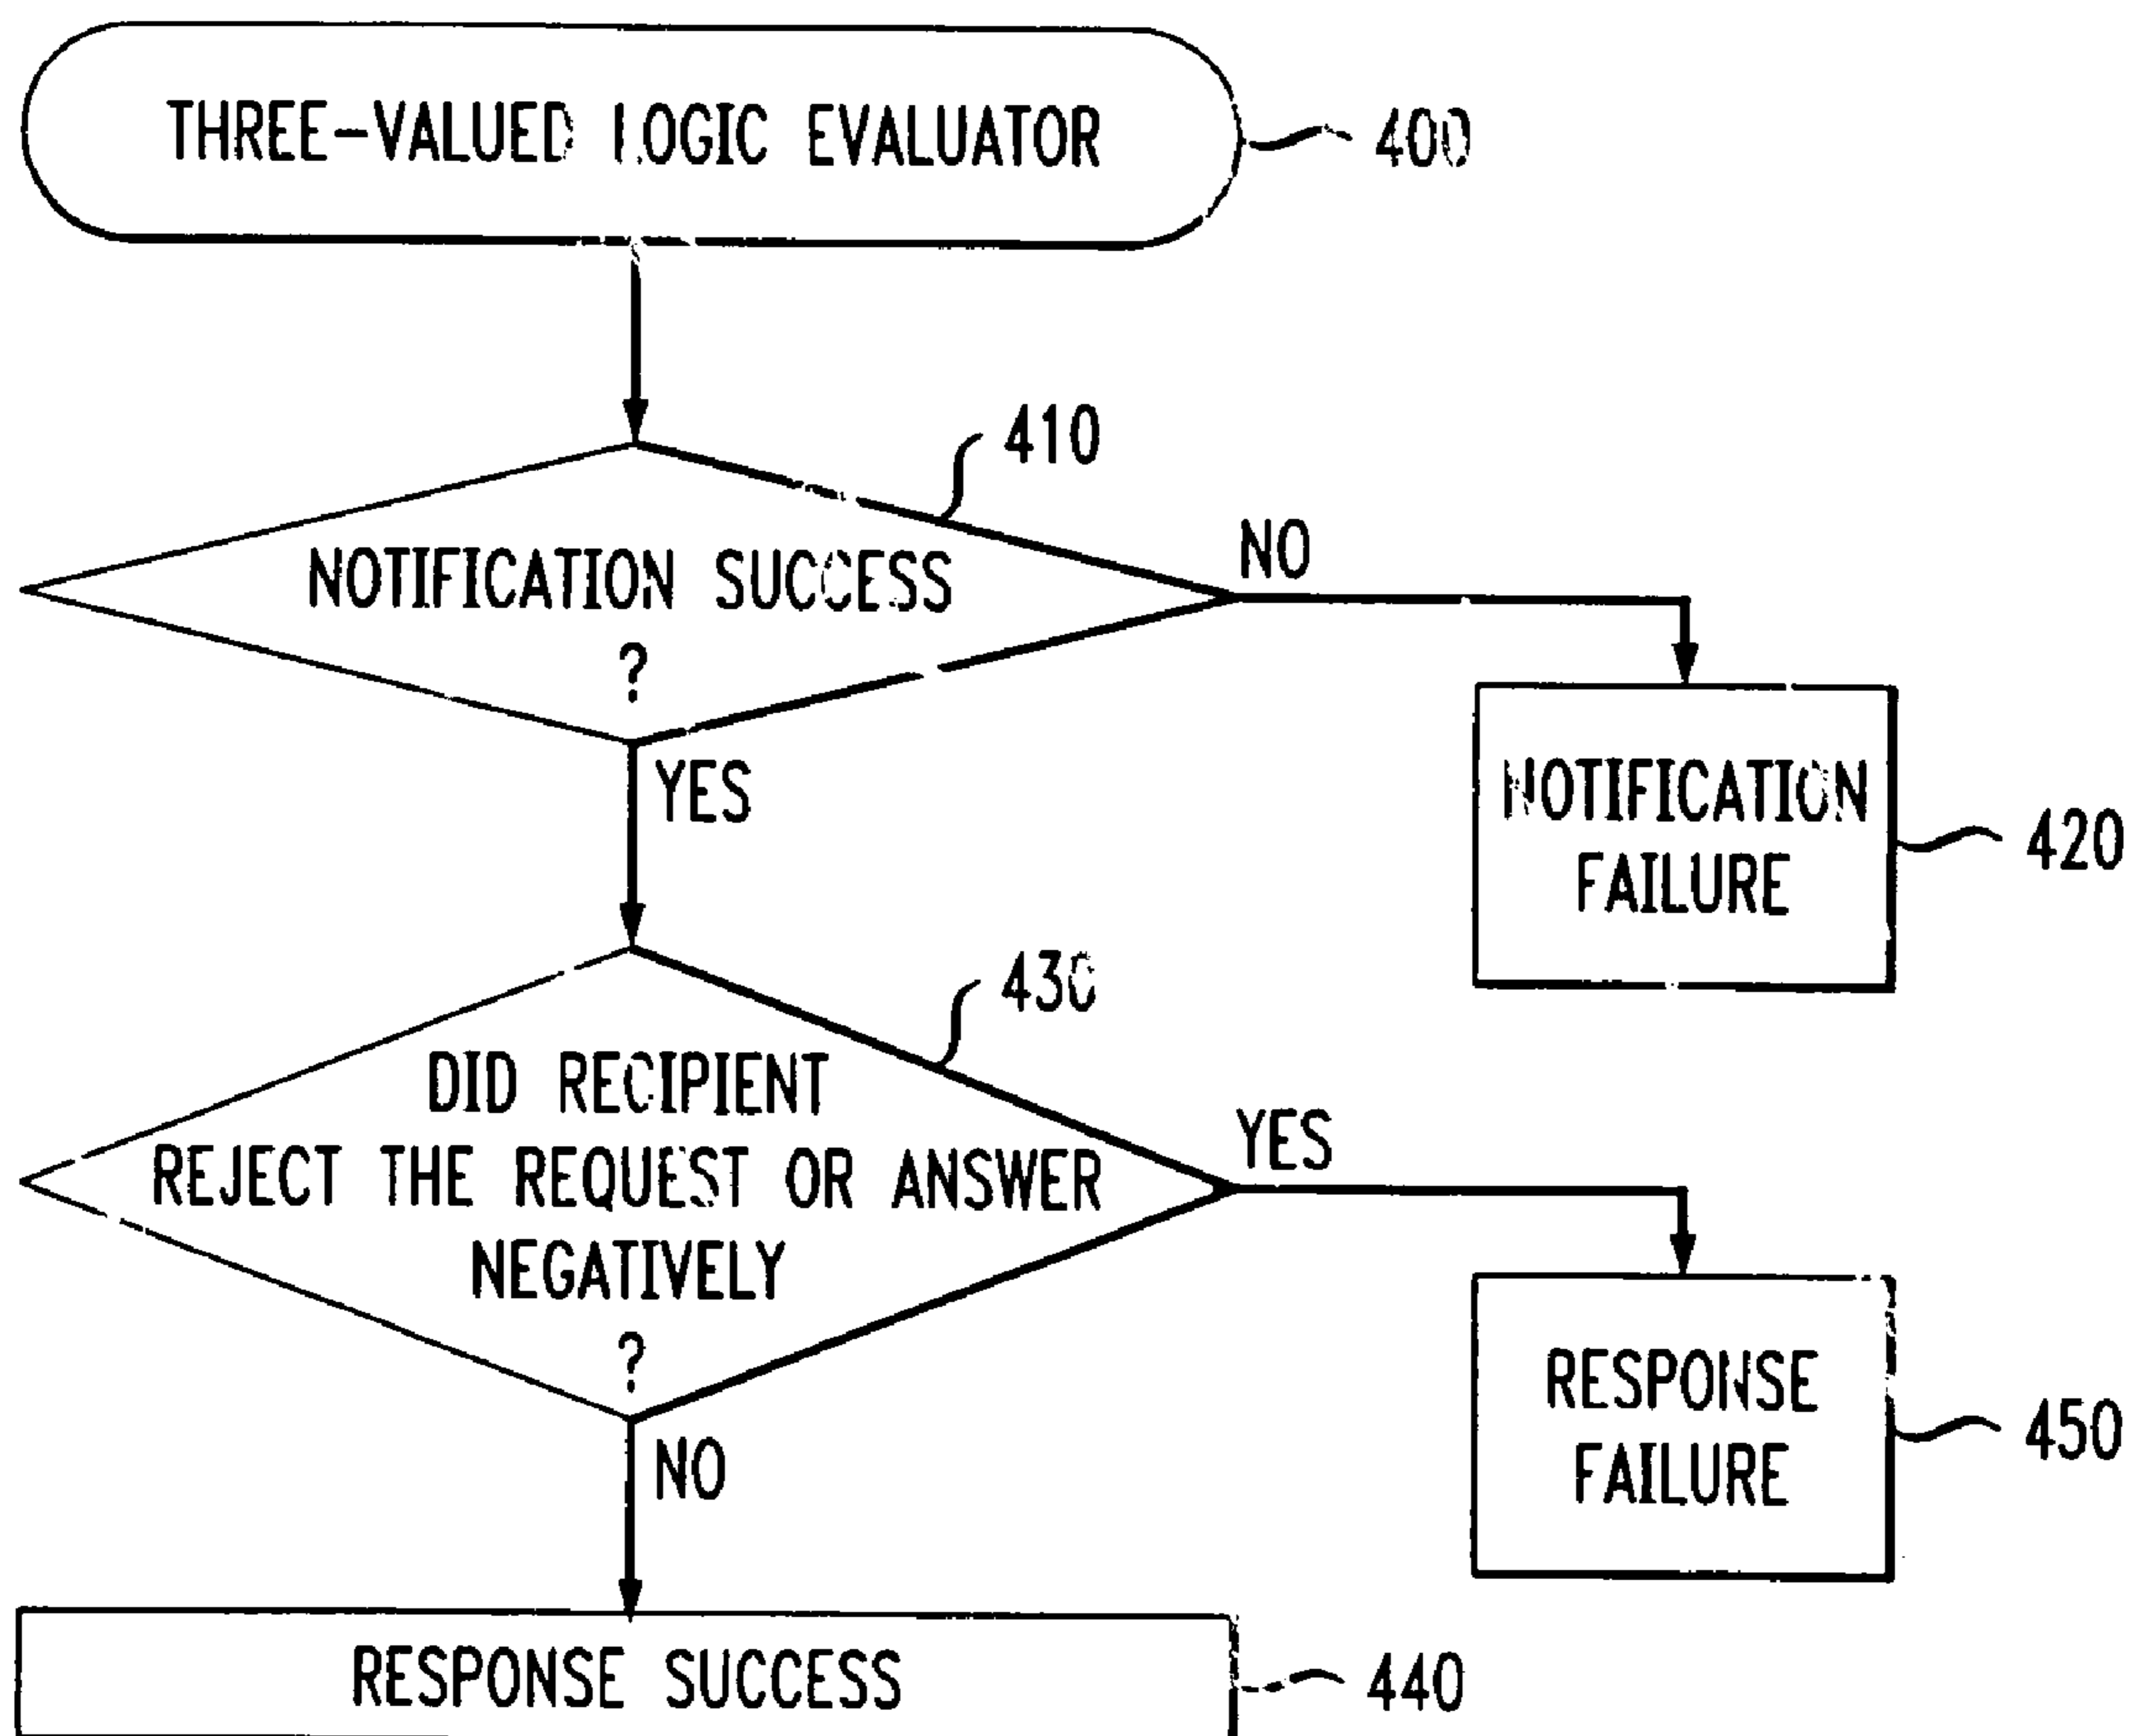 THREE-VALUED LOGIC EVALUATOR
400
410
NOTIFICATION SUCCESS
?
NO
YES
NOTIFICATION
FAILURE
420
430
DID RECIPIENT
REJECT THE REQUEST OR ANSWER
NEGATIVELY
?
YES
NO
RESPONSE
FAILURE
450
RESPONSE SUCCESS
440